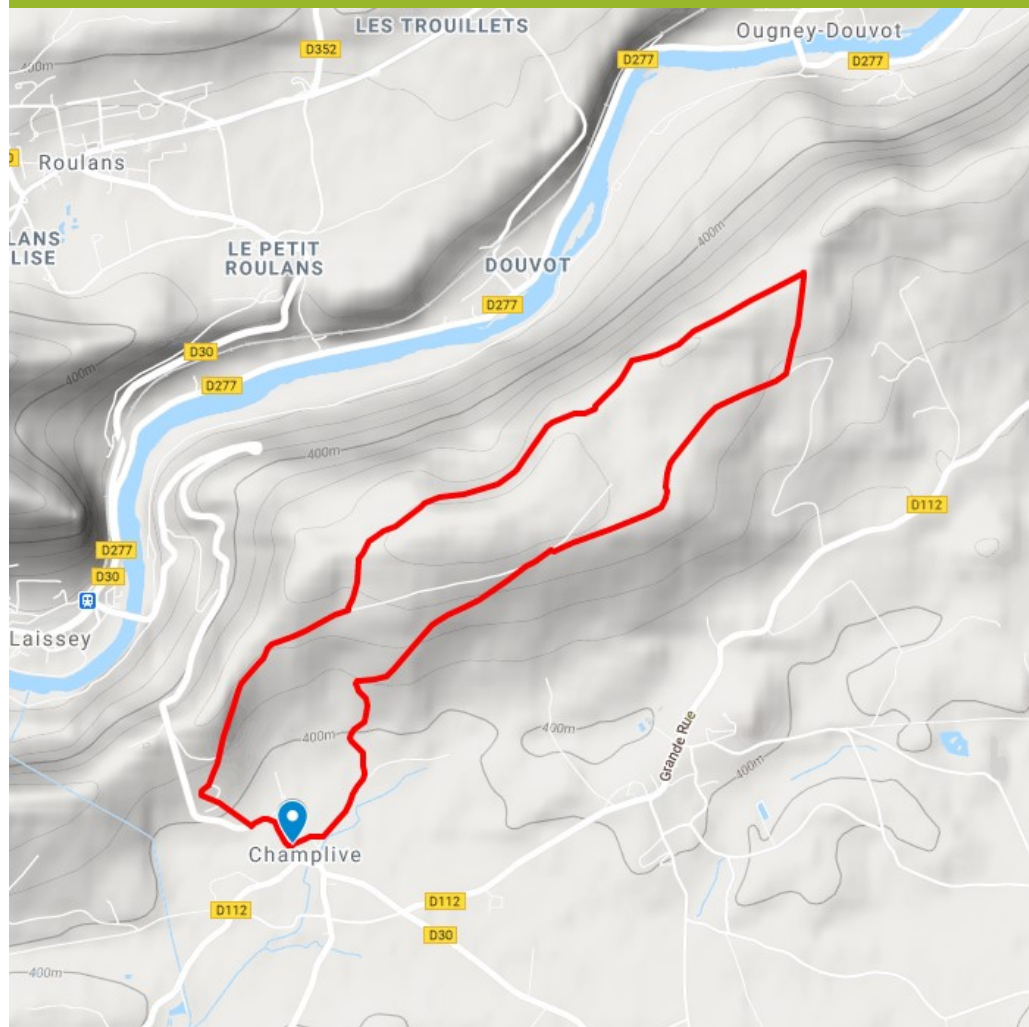 LES TROUILLETS
Ougney-Douvot
D352
D277
D277
400m
Roulans
LANS
LISE
LE PETIT
ROULANS
400m
DOUVOT
D277
D30
400m
D277
400m
D112
D277
D30
Laissey
Grande Rue
400m
400m
400m
Champlive
D112
D112
D30
400m